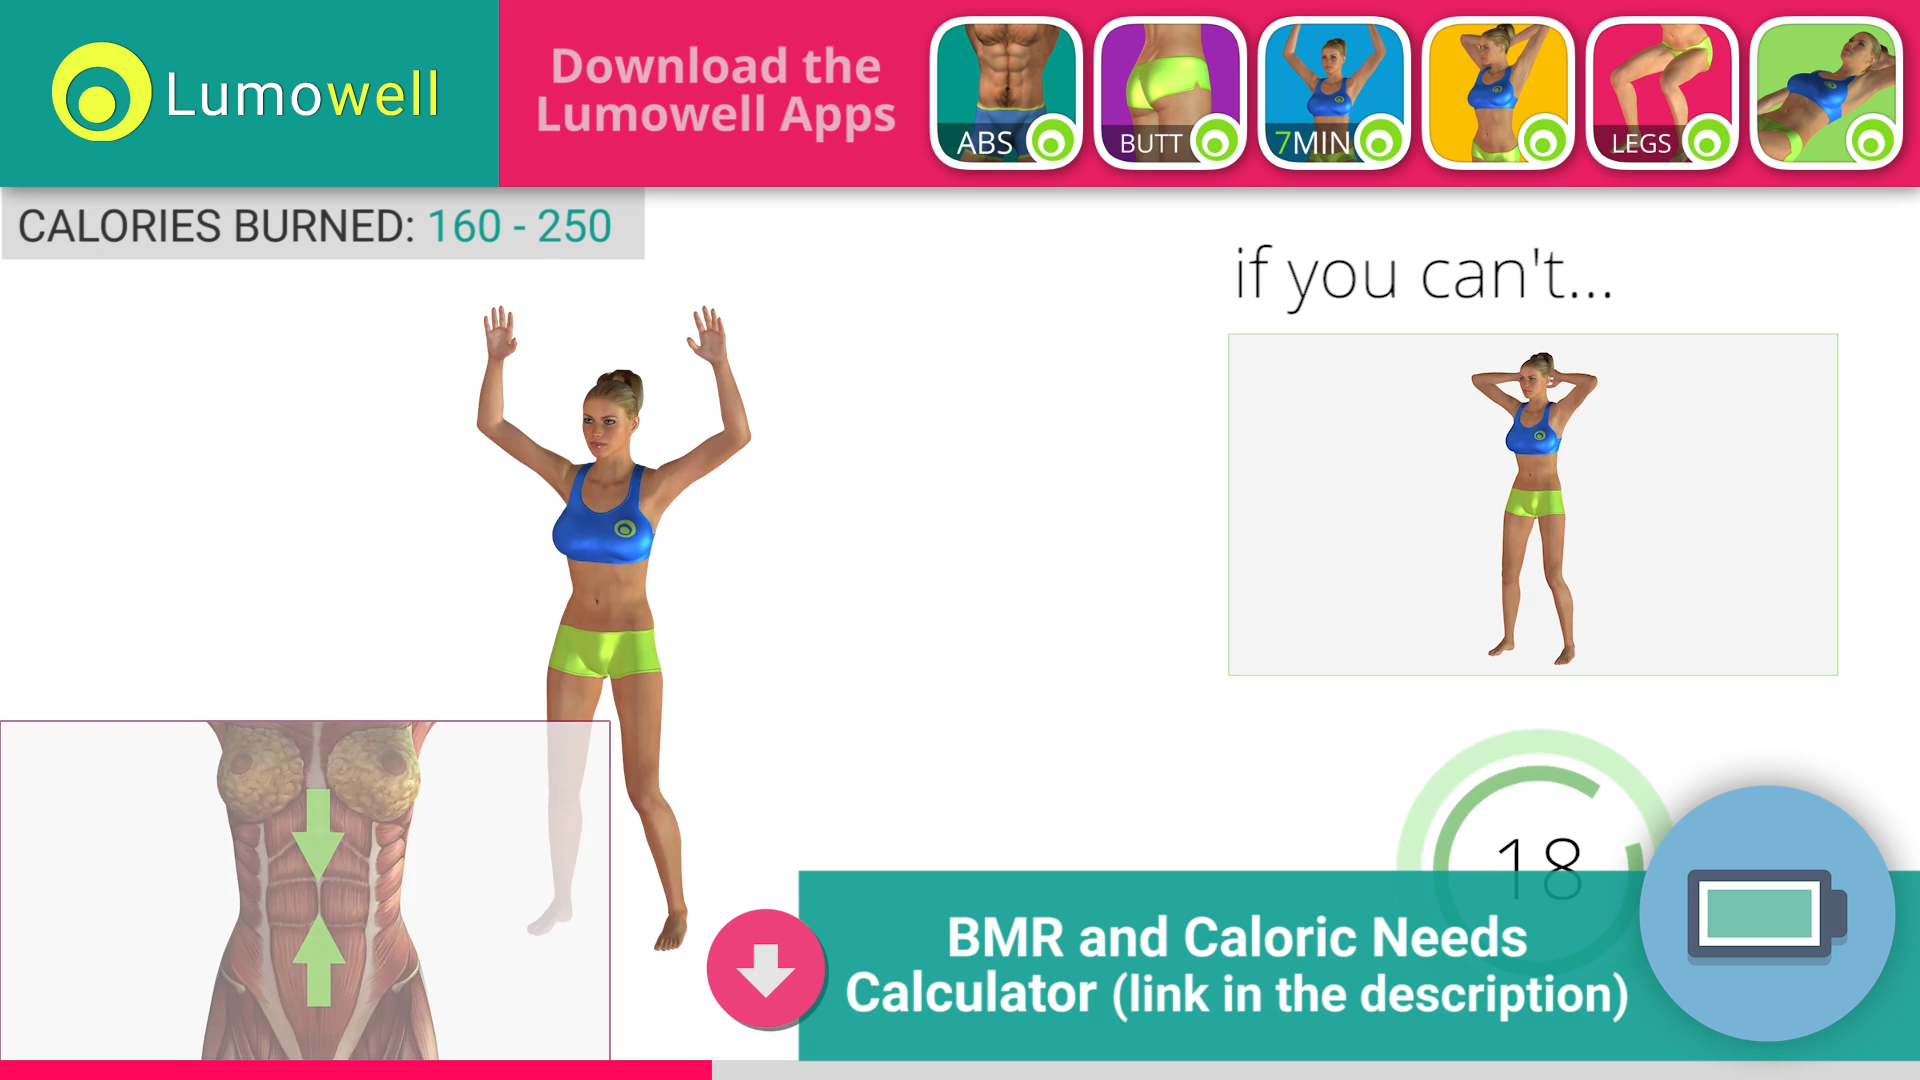 Lumowell
Download the
Lumowell Apps
ABS
BUTT
7MIN
LEGS
CALORIES BURNED: 160 - 250
if you can't...
18
BMR and Caloric Needs
Calculator (link in the description)